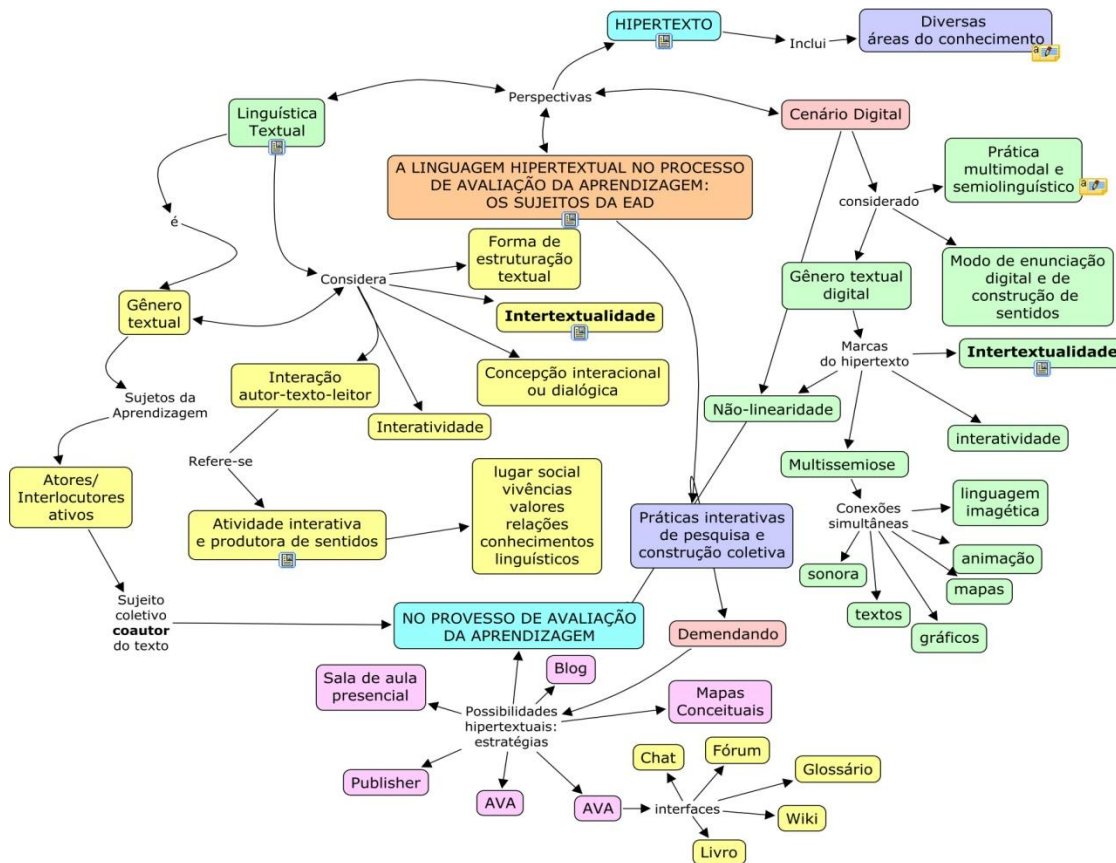 HIPERTEXTO
Inclui
Diversas
áreas do conhecimento
Perspectivas
Linguística
Textual
Cenário Digital
A LINGUAGEM HIPERTEXTUAL NO PROCESSO
DE AVALIAÇÃO DA APRENDIZAGEM:
OS SUJEITOS DA EAD
Prática
multimodal e
semiolinguístico
considerado
é
Forma de
estruturação
textual
Considera
Gênero textual
digital
Modo de enunciação
digital e de
construção de
sentidos
Gênero
textual
Intertextualidade
Marcas
do hipertexto
Intertextualidade
Interação
autor-texto-leitor
Concepção interacional
ou dialógica
Sujeitos da
Aprendizagem
Não-linearidade
Interatividade
interatividade
Refere-se
Multissemiose
Atores/
Interlocutores
ativos
lugar social
vivências
valores
relações
conhecimentos
linguísticos
Atividade interativa
e produtora de sentidos
Práticas interativas
de pesquisa e
construção coletiva
Conexões
simultâneas
linguagem
imagética
animação
sonora
mapas
textos
gráficos
Sujeito
coletivo
coautor
do texto
NO PROVESSO DE AVALIAÇÃO
DA APRENDIZAGEM
Demendando
Sala de aula
presencial
Blog
Possibilidades
hipertextuais:
estratégias
Mapas
Conceituais
Publisher
AVA
AVA
interfaces
Chat
Fórum
Glossário
Wiki
Livro